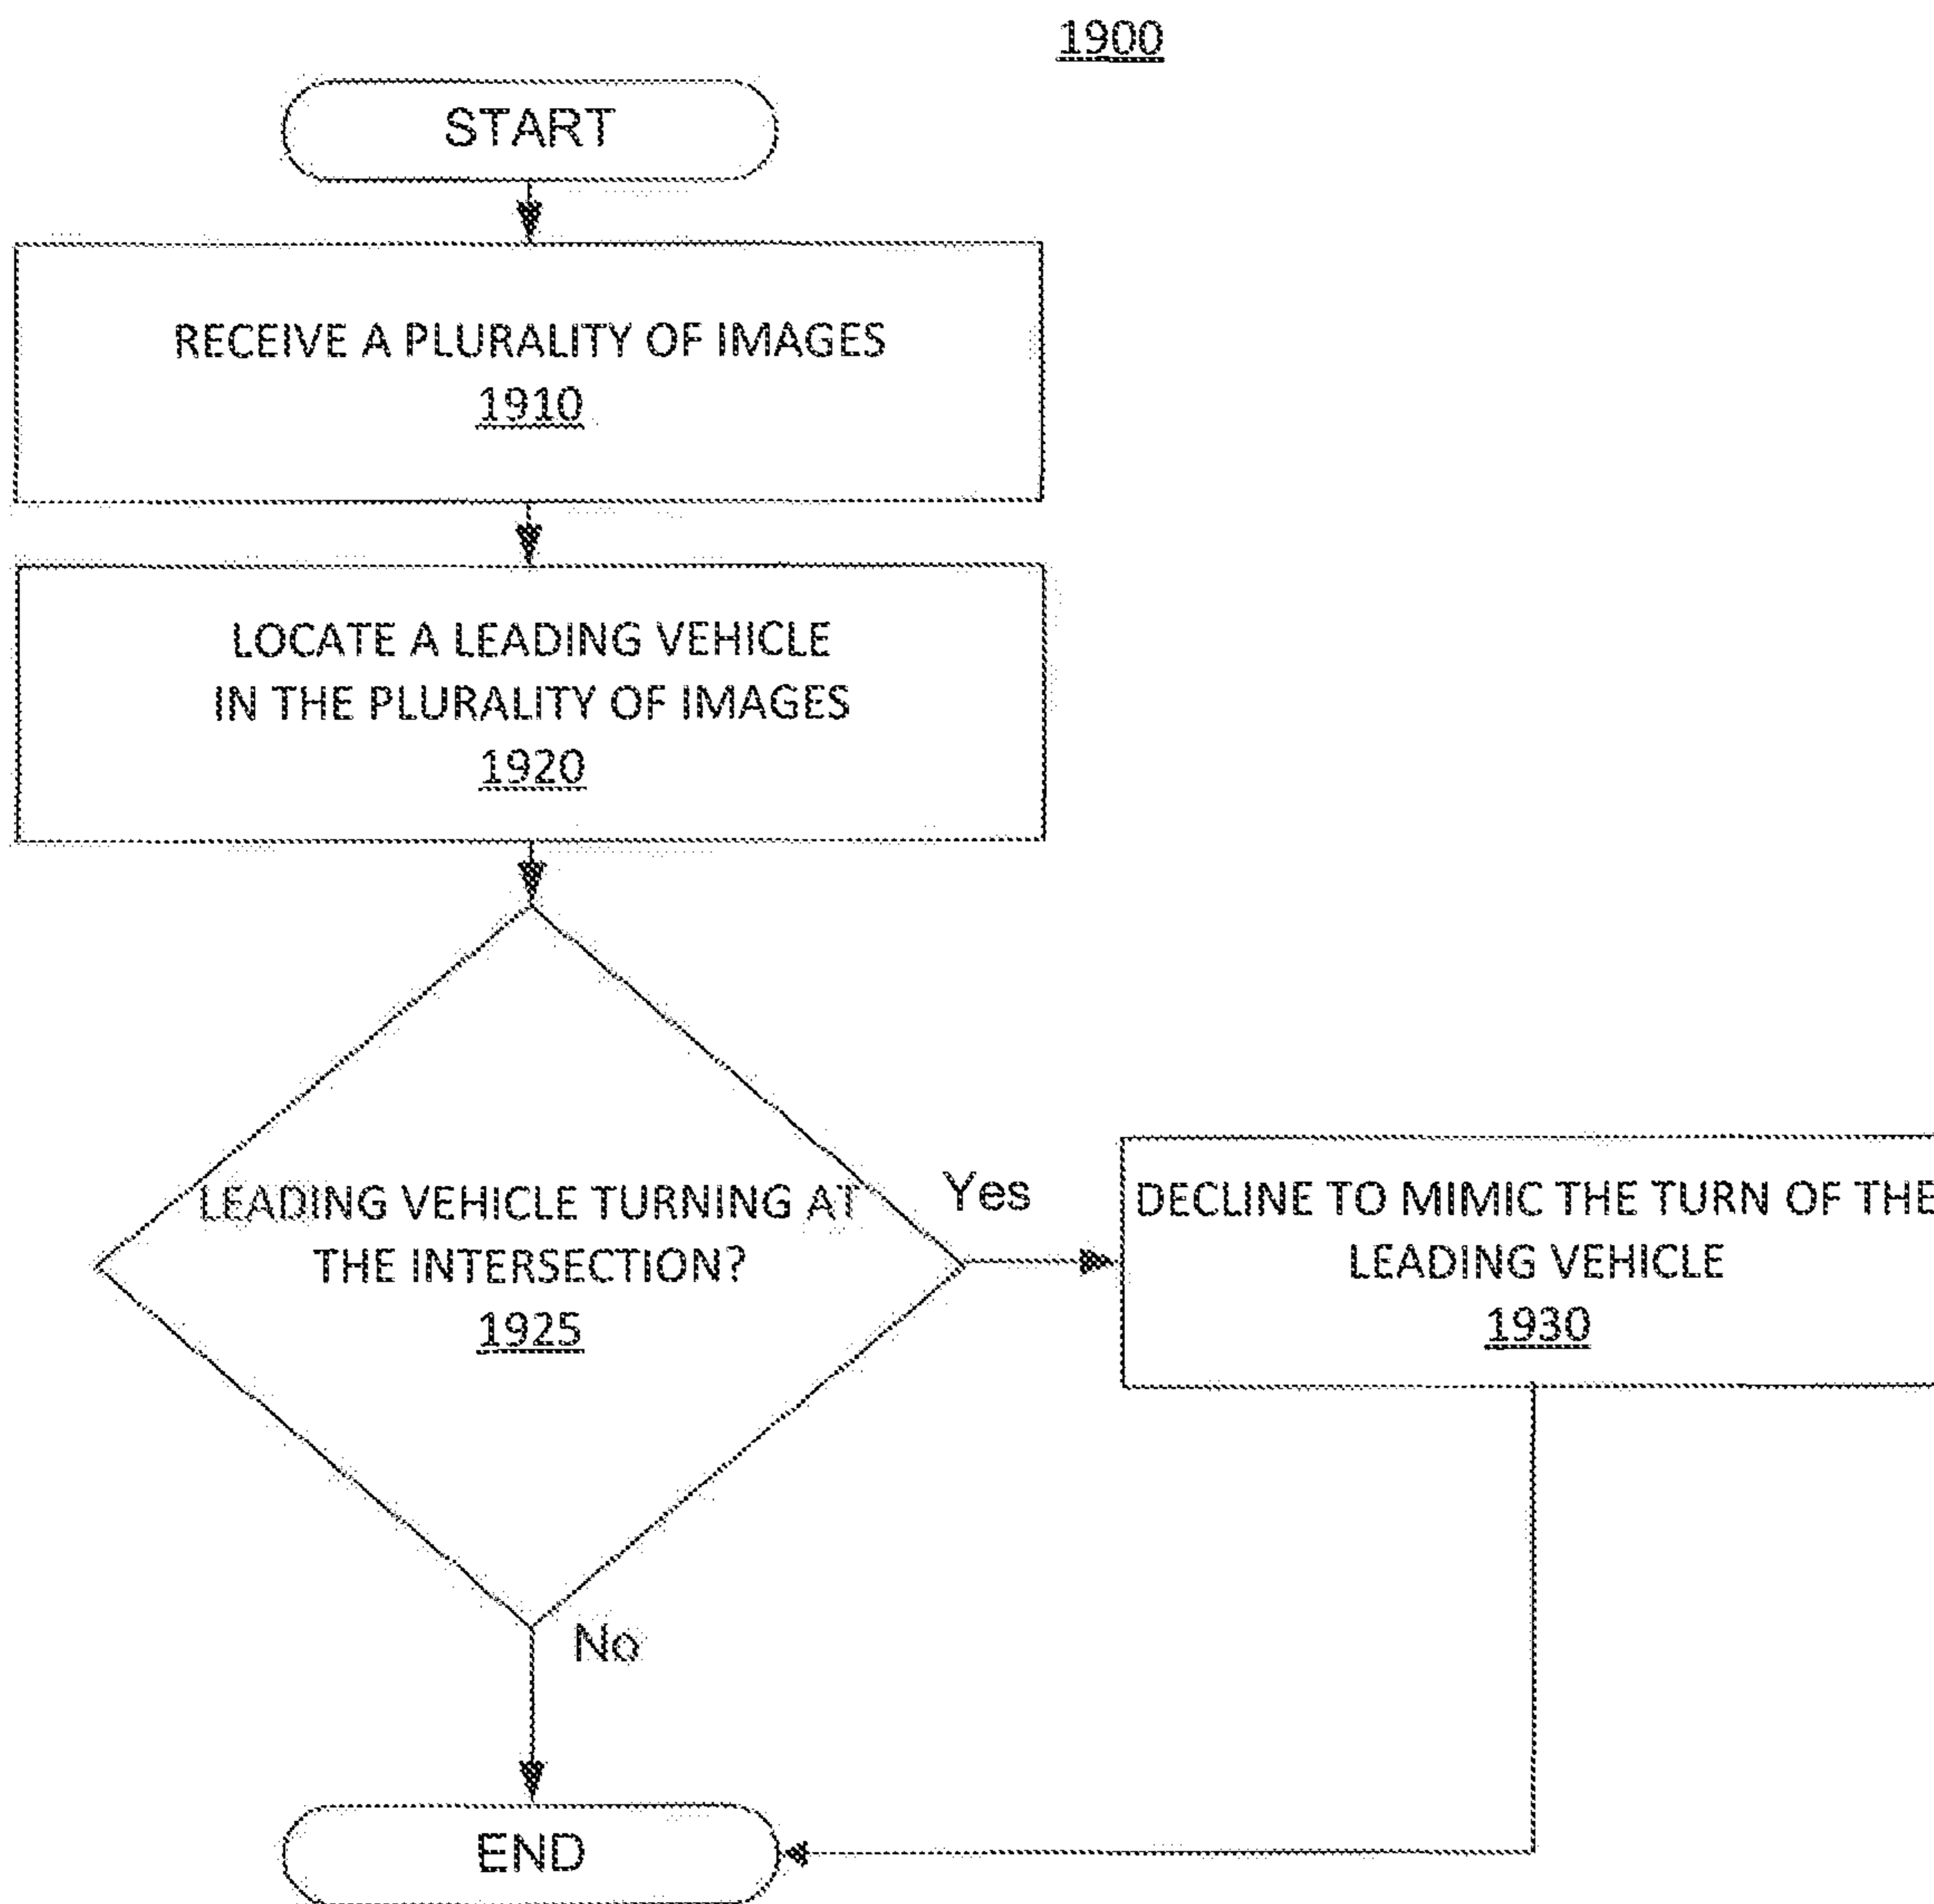 1900
START
RECEIVE A PLURALITY OF IMAGES
1910
LOCATE A LEADING VEHICLE
IN THE PLURALITY OF IMAGES
1920
LEADING VEHICLE TURNING AT
THE INTERSECTION?
1925
Yes
DECLINE TO MIMIC THE TURN OF THE
LEADING VEHICLE
1930
No
END